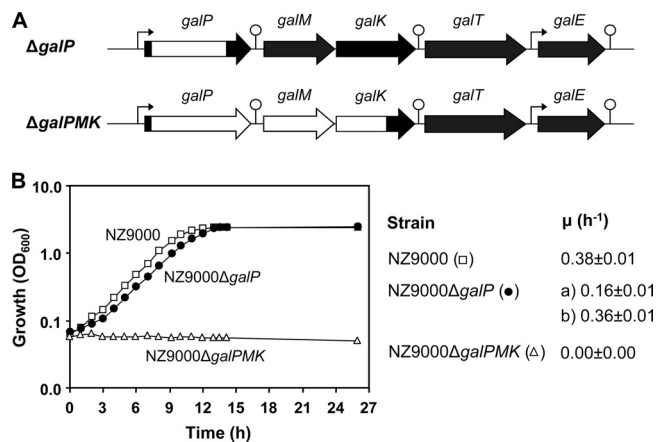 A
galP galM galK galT galE
ΔgalP
galP galM galK galT galE
ΔgalPMK
B
Growth (OD600)
10.0
1.0
0.1
0.0
NZ9000
NZ9000ΔgalP
NZ9000ΔgalPMK
0 3 6 9 12 15 18 21 24 27
Time (h)
Strain μ (h-1)
NZ9000 (□) 0.38±0.01
NZ9000ΔgalP (●) a) 0.16±0.01
b) 0.36±0.01
NZ9000ΔgalPMK (△) 0.00±0.00